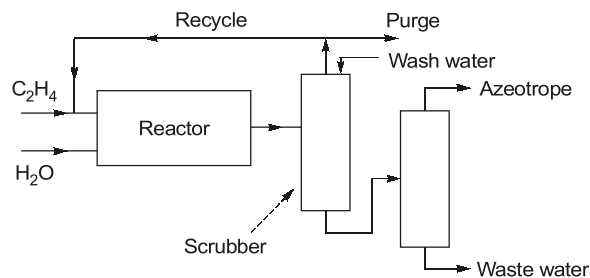 Recycle
Purge
Wash water
C₂H₄
Azeotrope
Reactor
H₂O
Scrubber
Waste water